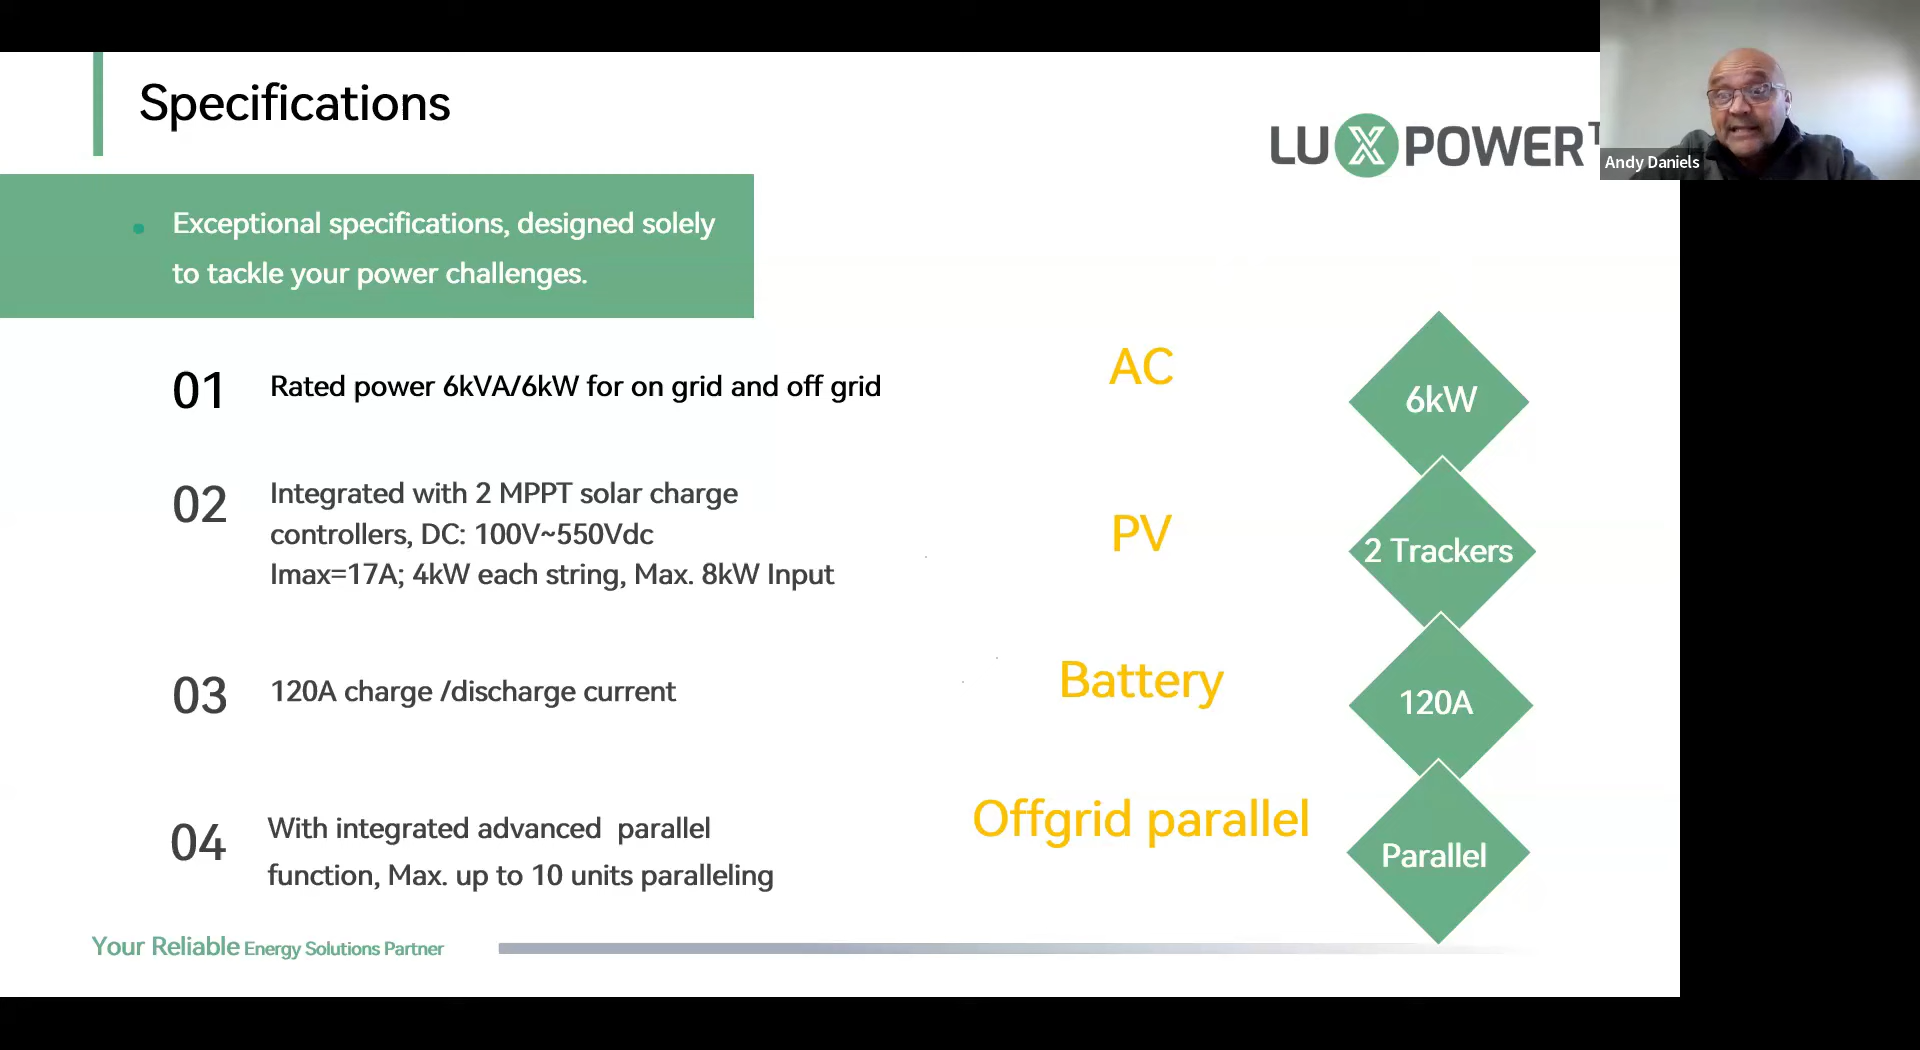 Specifications
LUXPOWERT
Andy Daniels
Exceptional specifications, designed solely
to tackle your power challenges.
01
Rated power 6kVA/6kW for on grid and off grid
AC
6kW
02
Integrated with 2 MPPT solar charge
controllers, DC: 100V~550Vdc
Imax=17A; 4kW each string, Max. 8kW Input
PV
2 Trackers
03
120A charge /discharge current
Battery
120A
04
With integrated advanced  parallel
function, Max. up to 10 units paralleling
Offgrid parallel
Parallel
Your Reliable Energy Solutions Partner